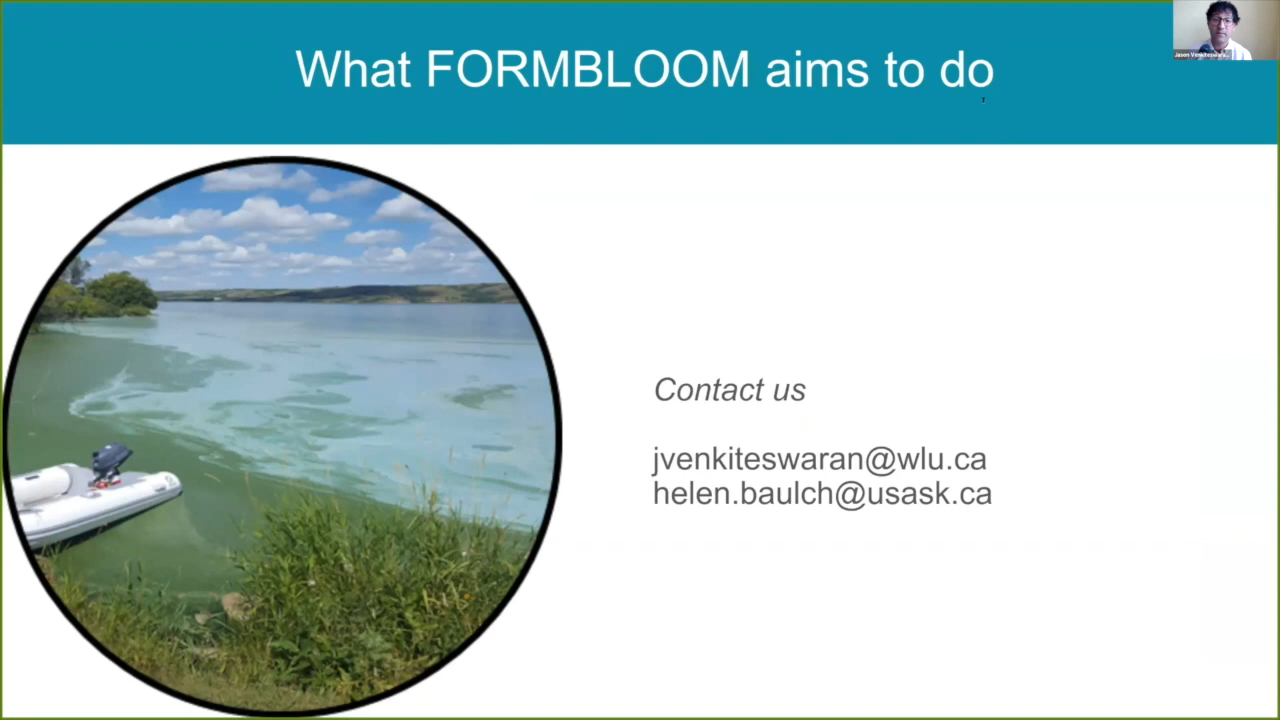 What FORMBLOOM aims to do
Contact us
jvenkiteswaran@wlu.ca
helen.baulch@usask.ca